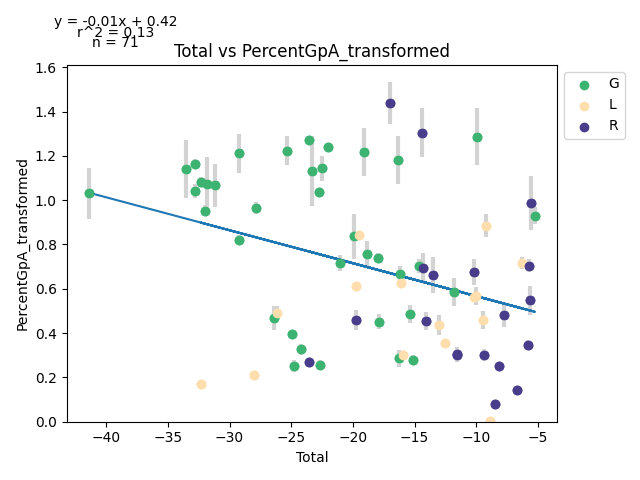 y = -0.01x + 0.42
r^2 = 0.13
n = 71
Total vs PercentGpA_transformed
1.6
1.4
1.2
1.0
0.8
0.6
0.4
0.2
0.0
PercentGpA_transformed
−40 −35 −30 −25 −20 −15 −10 −5
Total
G
L
R